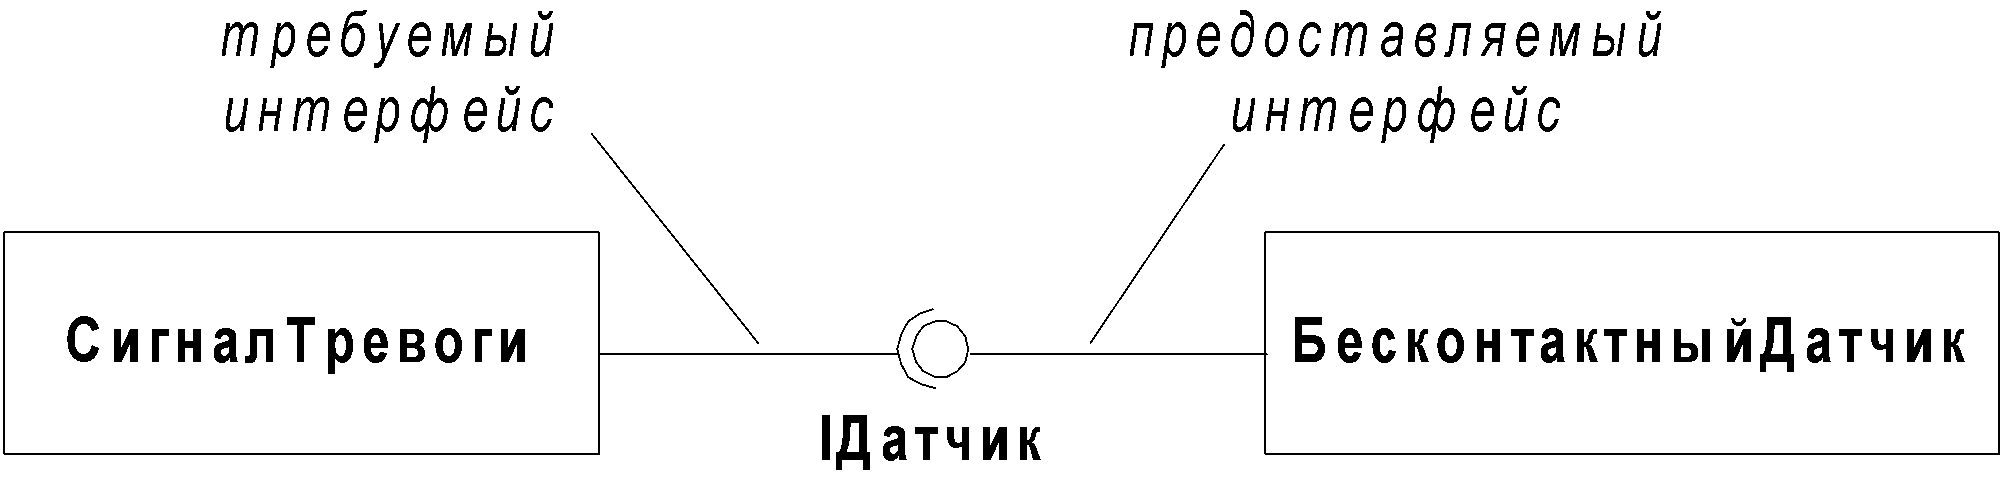 требуемый
интерфейс
предоставляемый
интерфейс
СигналТревоги
БесконтактныйДатчик
IДатчик